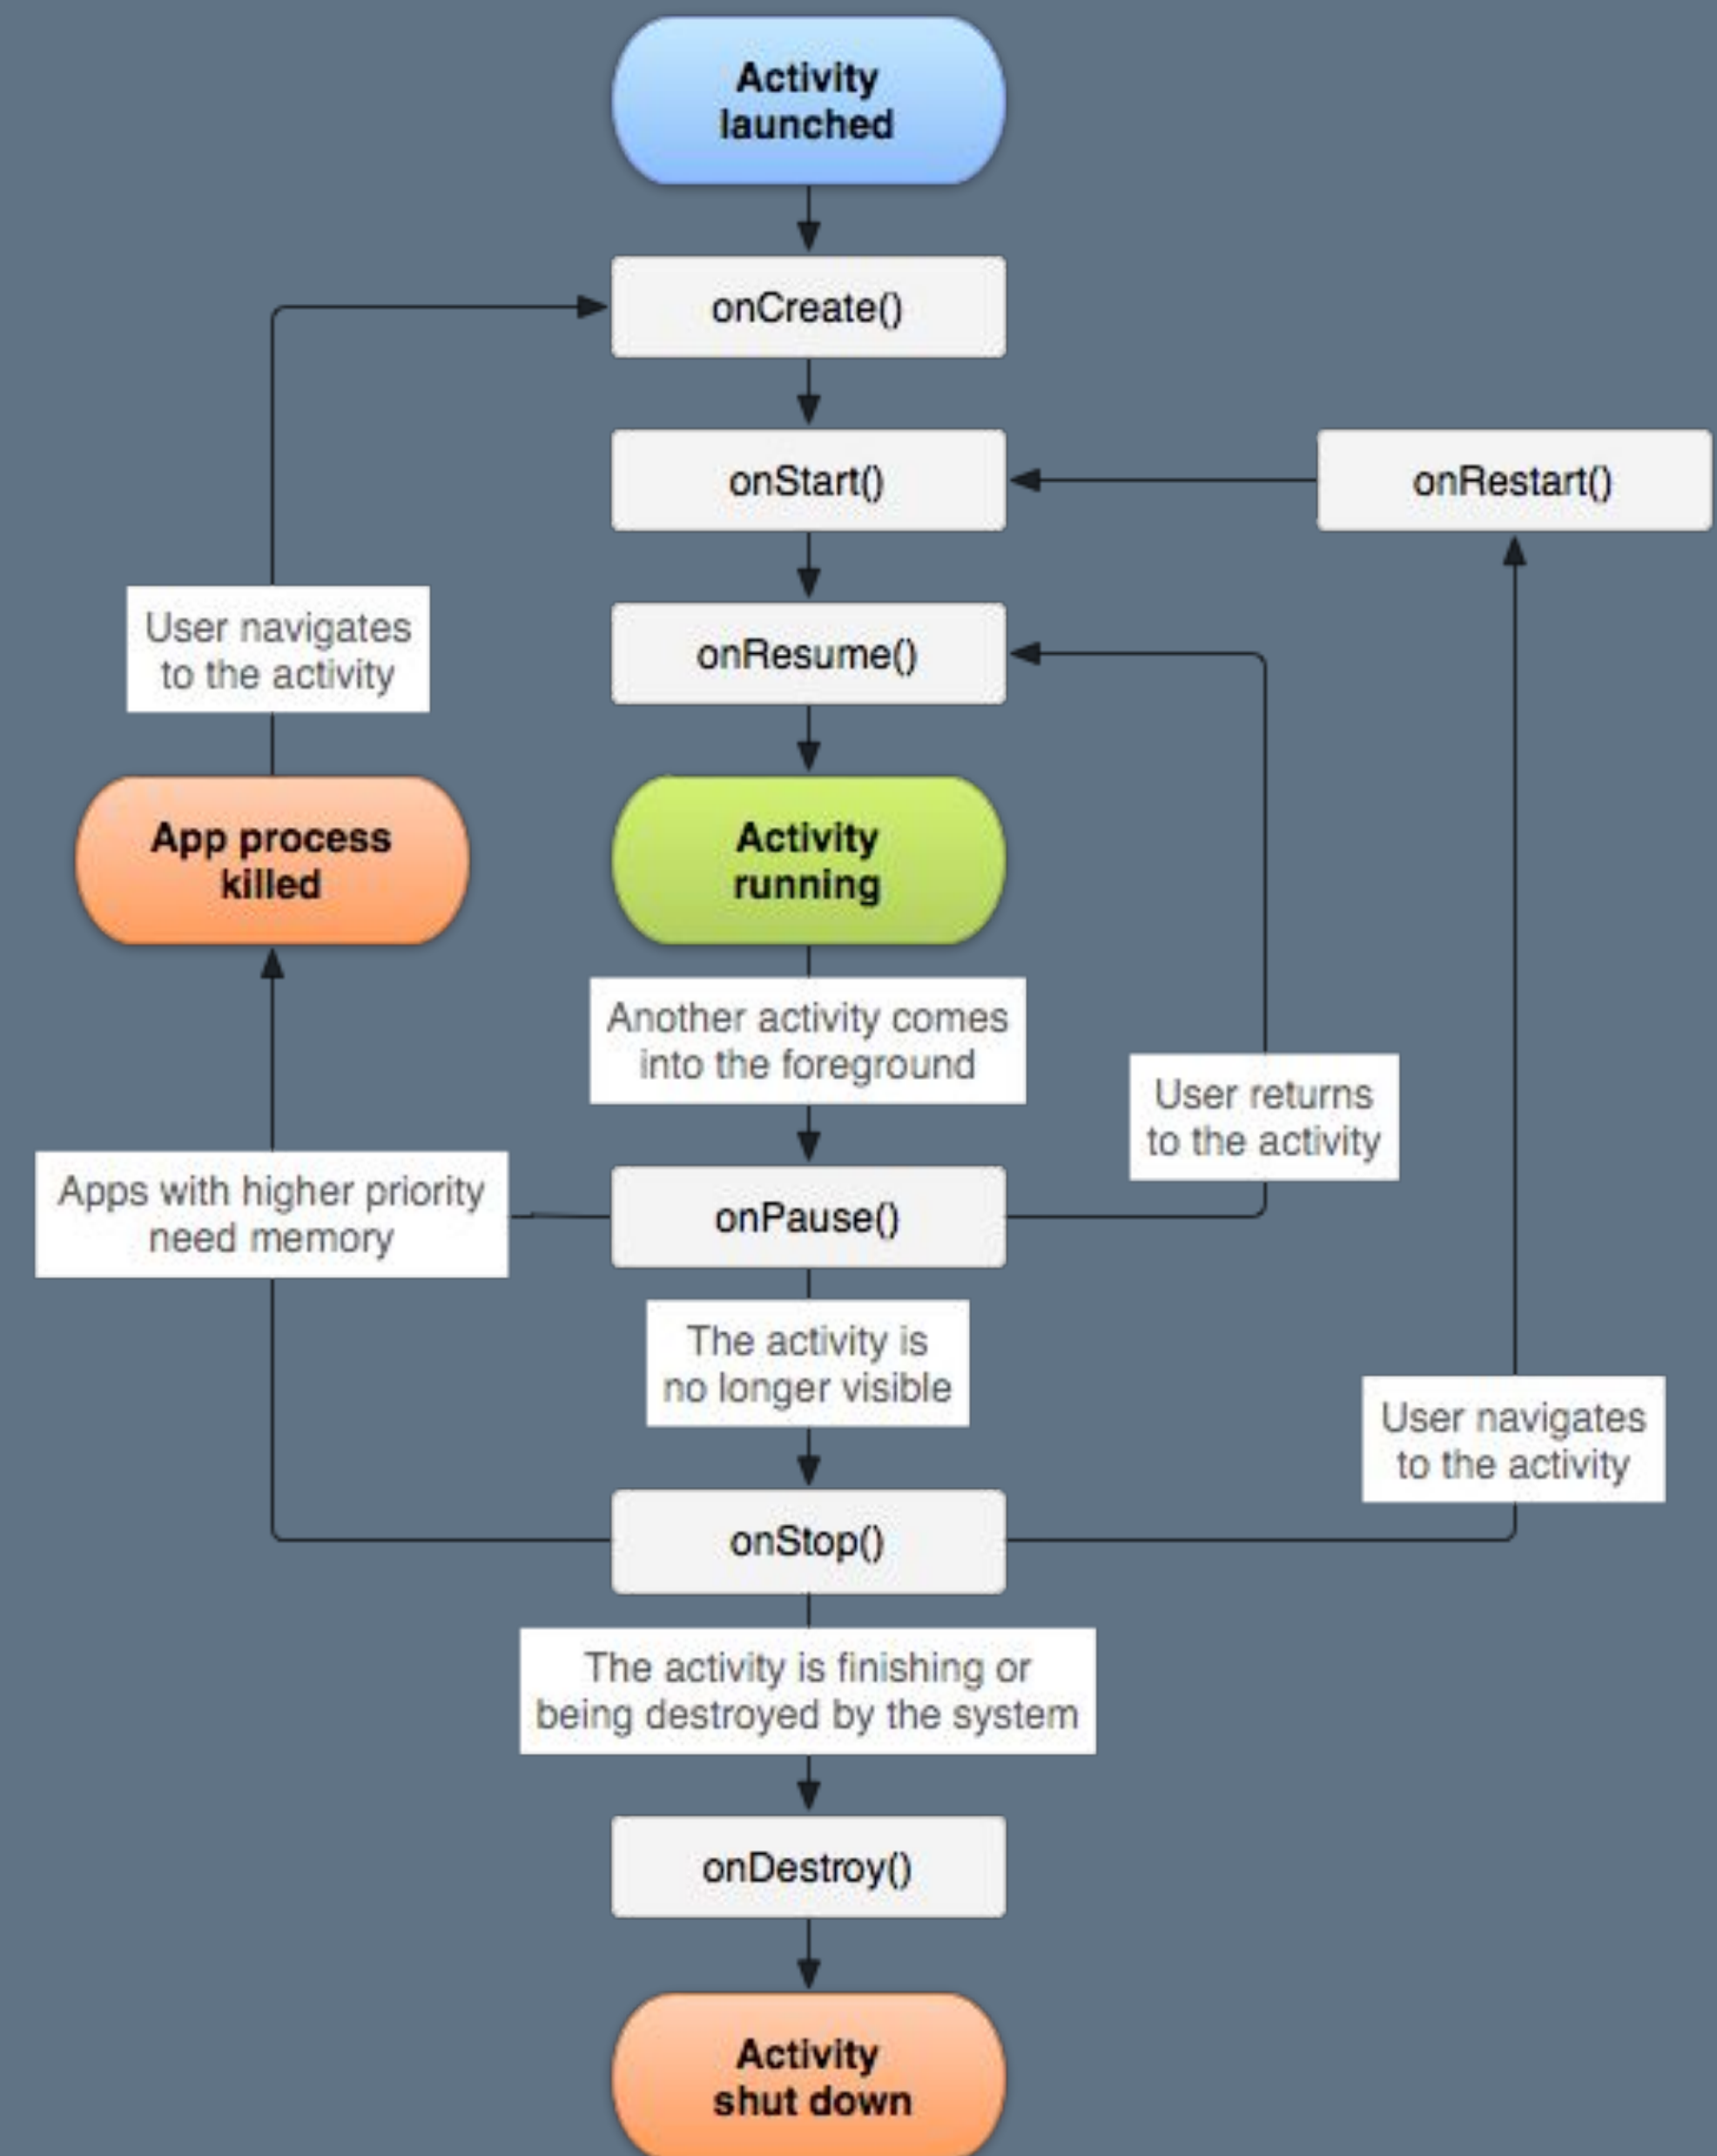 Activity
launched
onCreate()
onStart()
onRestart()
User navigates
to the activity
onResume()
App process
killed
Activity
running
Another activity comes
into the foreground
User returns
to the activity
Apps with higher priority
need memory
onPause()
The activity is
no longer visible
User navigates
to the activity
onStop()
The activity is finishing or
being destroyed by the system
onDestroy()
Activity
shut down